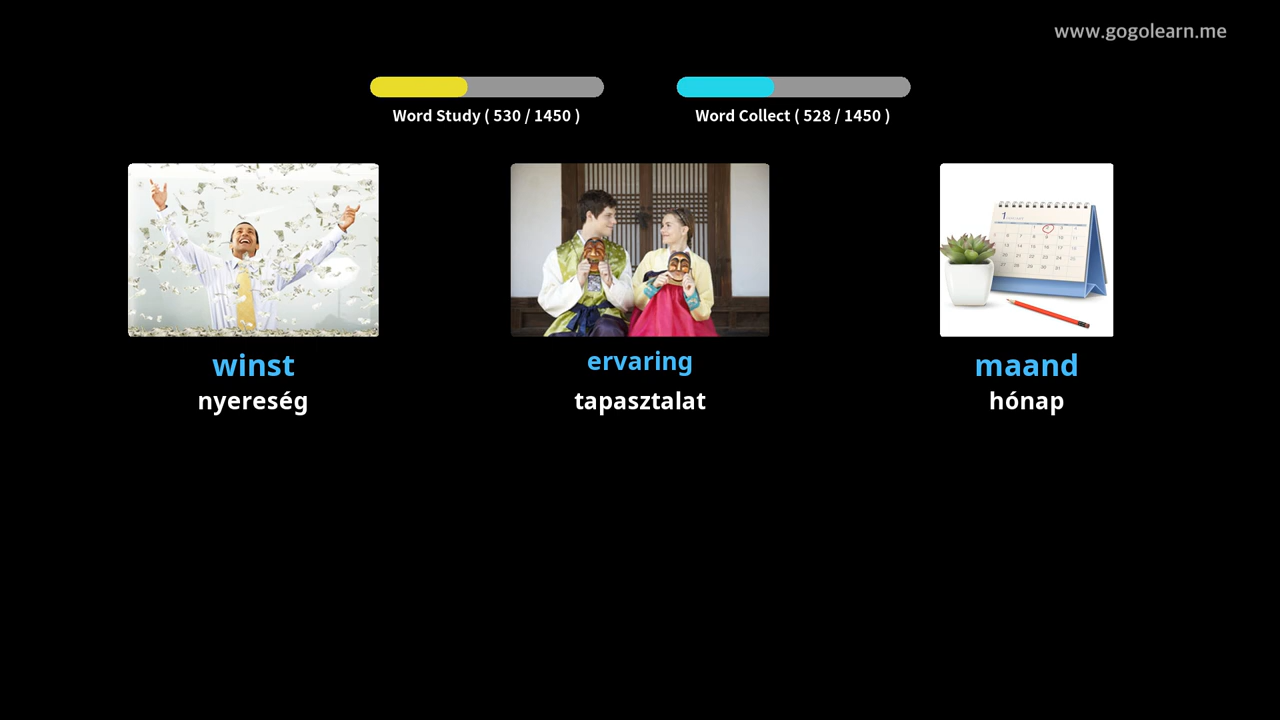 www.gogolearn.me
Word Study ( 530 / 1450 )
Word Collect ( 528 / 1450 )
winst
ervaring
maand
nyereség
tapasztalat
hónap